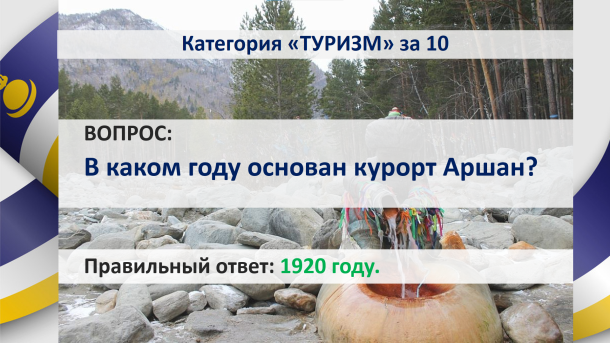 Категория «ТУРИЗМ» за 10
ВОПРОС:
В каком году основан курорт Аршан?
Правильный ответ: 1920 году.